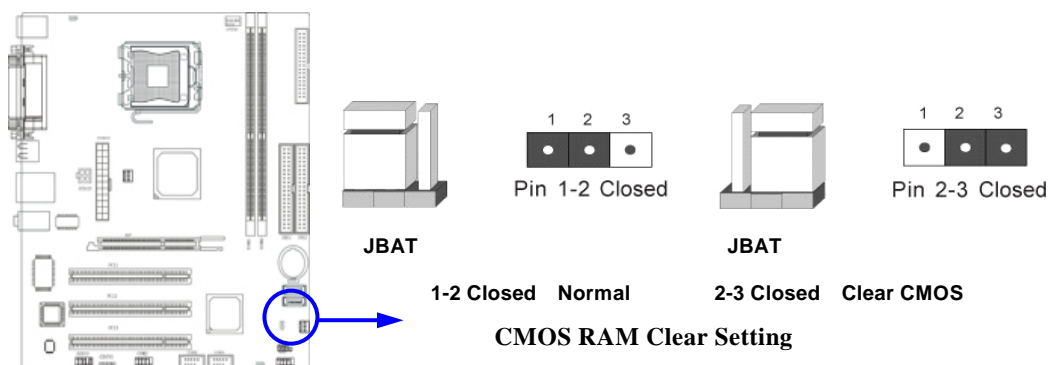 1 2 3
Pin 1-2 Closed
JBAT
1 2 3
Pin 2-3 Closed
JBAT
1-2 Closed Normal
2-3 Closed Clear CMOS
CMOS RAM Clear Setting